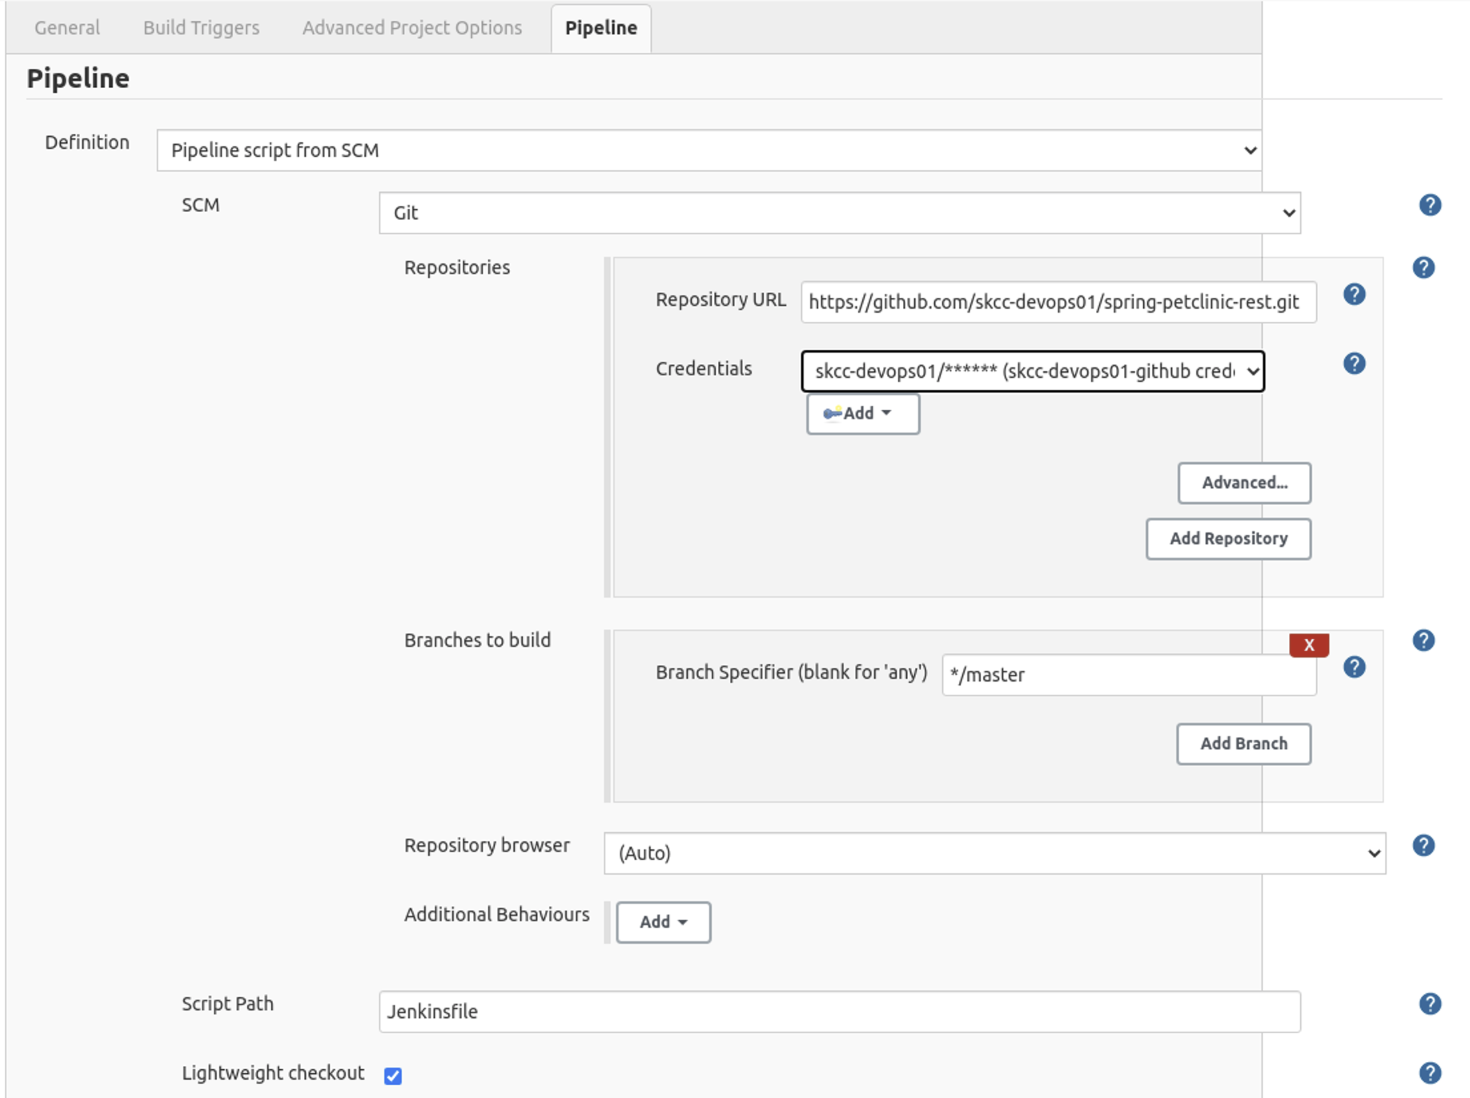 General Build Triggers Advanced Project Options Pipeline
Pipeline
Definition Pipeline script from SCM
SCM Git ?
Repositories ?
Repository URL https://github.com/skcc-devops01/spring-petclinic-rest.git ?
Credentials skcc-devops01/****** (skcc-devops01-github crede ?
Add
Advanced...
Add Repository
Branches to build X ?
Branch Specifier (blank for 'any') */master ?
Add Branch
Repository browser (Auto) ?
Additional Behaviours Add
Script Path Jenkinsfile ?
Lightweight checkout ?